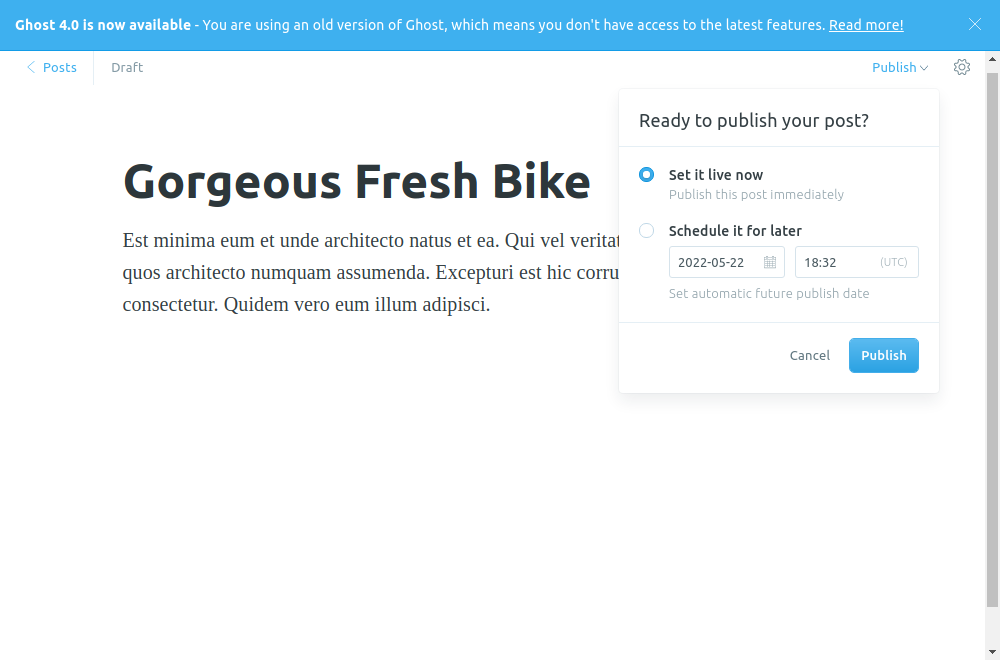 Ghost 4.0 is now available - You are using an old version of Ghost, which means you don't have access to the latest features. Read more!
Posts
Draft
Publish
Ready to publish your post?
Gorgeous Fresh Bike
Est minima eum et unde architecto natus et ea. Qui vel
quos architecto numquam assumenda. Excepturi est hic
consectetur. Quidem vero eum illum adipisci.
Set it live now
Publish this post immediately
Schedule it for later
2022-05-22
18:32 (UTC)
Set automatic future publish date
Cancel
Publish